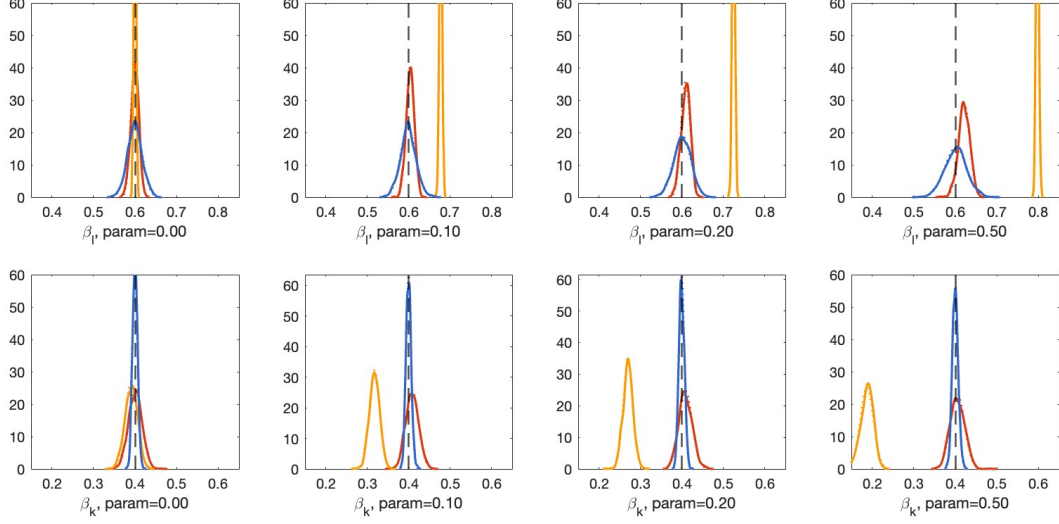 60 60 60 60
50 50 50 50
40 40 40 40
30 30 30 30
20 20 20 20
10 10 10 10
0 0 0 0
0.4 0.5 0.6 0.7 0.8 0.4 0.5 0.6 0.7 0.8 0.4 0.5 0.6 0.7 0.8 0.4 0.5 0.6 0.7 0.8
β_l, param=0.00 β_l, param=0.10 β_l, param=0.20 β_l, param=0.50
60 60 60 60
50 50 50 50
40 40 40 40
30 30 30 30
20 20 20 20
10 10 10 10
0 0 0 0
0.2 0.3 0.4 0.5 0.6 0.2 0.3 0.4 0.5 0.6 0.2 0.3 0.4 0.5 0.6 0.2 0.3 0.4 0.5 0.6
β_k, param=0.00 β_k, param=0.10 β_k, param=0.20 β_k, param=0.50